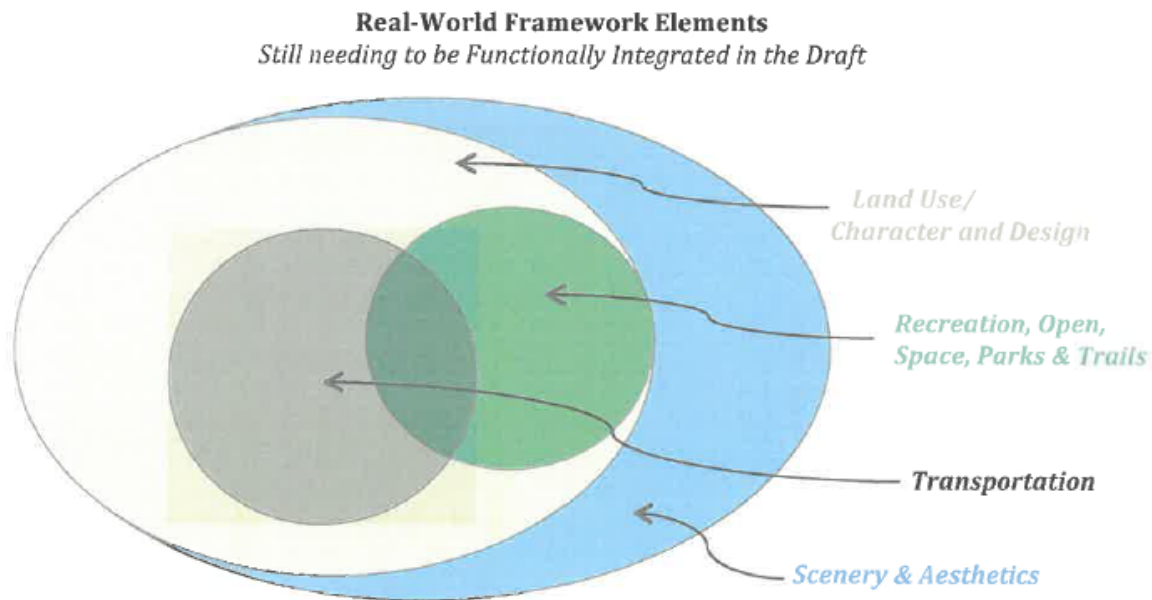 Real-World Framework Elements
Still needing to be Functionally Integrated in the Draft
Land Use/
Character and Design
Recreation, Open,
Space, Parks & Trails
Transportation
Scenery & Aesthetics